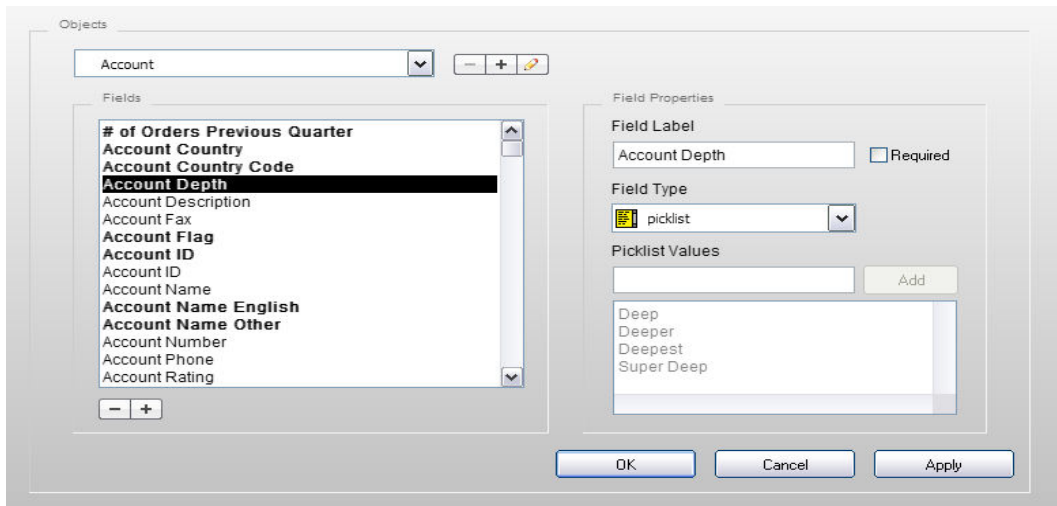 Objects
Account
Fields
# of Orders Previous Quarter
Account Country
Account Country Code
Account Depth
Account Description
Account Fax
Account Flag
Account ID
Account ID
Account Name
Account Name English
Account Name Other
Account Number
Account Phone
Account Rating
Field Properties
Field Label
Account Depth
Required
Field Type
picklist
Picklist Values
Add
Deep
Deeper
Deepest
Super Deep
OK
Cancel
Apply